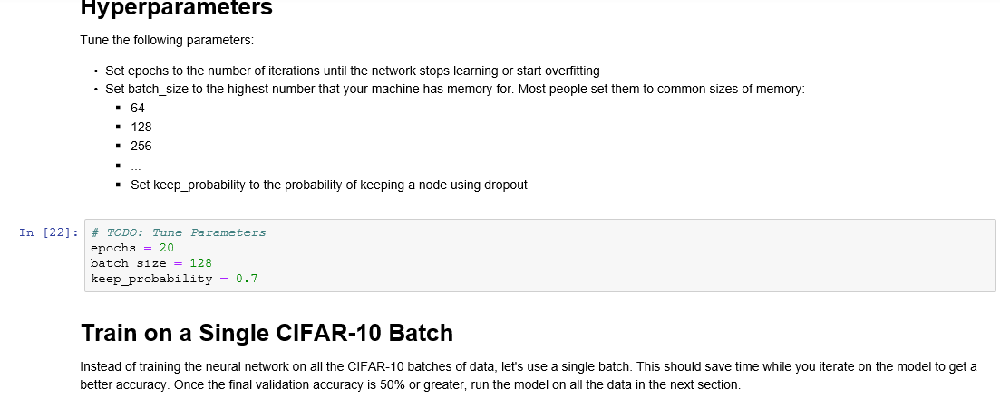 Hyperparameters
Tune the following parameters:
• Set epochs to the number of iterations until the network stops learning or start overfitting
• Set batch_size to the highest number that your machine has memory for. Most people set them to common sizes of memory:
▪ 64
▪ 128
▪ 256
▪ ...
▪ Set keep_probability to the probability of keeping a node using dropout
In [22]: # TODO: Tune Parameters
epochs = 20
batch_size = 128
keep_probability = 0.7
Train on a Single CIFAR-10 Batch
Instead of training the neural network on all the CIFAR-10 batches of data, let's use a single batch. This should save time while you iterate on the model to get a
better accuracy. Once the final validation accuracy is 50% or greater, run the model on all the data in the next section.